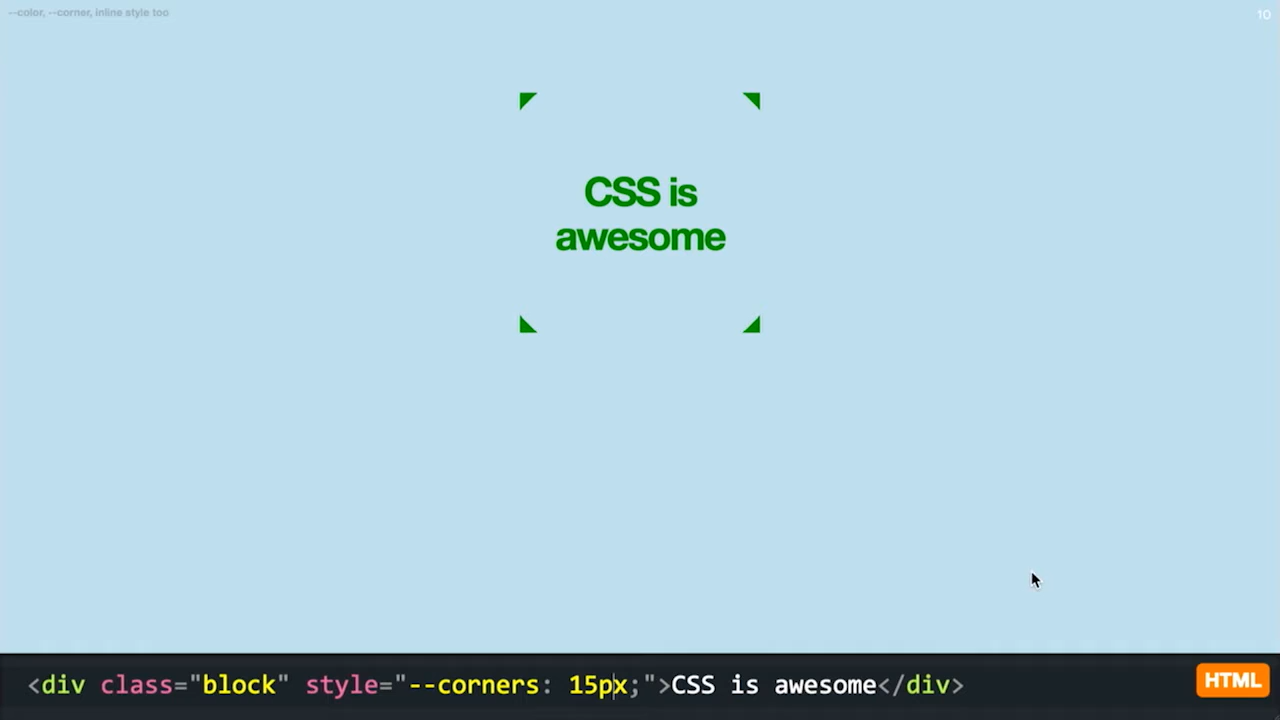 --color, --corner, inline style too
10
CSS is
awesome
<div class="block" style="--corners: 15px;">CSS is awesome</div>
HTML